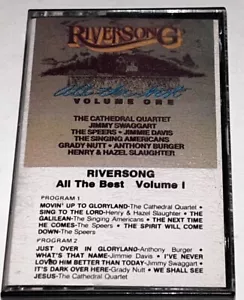 RIVERSONG
All the Best
VOLUME ONE
THE CATHEDRAL QUARTET
JIMMY SWAGGART
THE SPEERS • JIMMIE DAVIS
THE SINGING AMERICANS
GRADY NUTT • ANTHONY BURGER
HENRY & HAZEL SLAUGHTER
RIVERSONG
All The Best Volume I
PROGRAM 1
MOVIN' UP TO GLORYLAND-The Cathedral Quartet
SING TO THE LORD-Henry & Hazel Slaughter • THE
GALILEAN-The Singing Americans • THE NEXT TIME
HE COMES-The Speers • THE SPIRIT WILL COME
DOWN-The Speers
PROGRAM 2
JUST OVER IN GLORYLAND-Anthony Burger •
WHAT'S THAT NAME-Jimmie Davis • I'VE NEVER
LOVED HIM BETTER THAN TODAY-Jimmy Swaggart •
IT'S DARK OVER HERE-Grady Nutt • WE SHALL SEE
JESUS-The Cathedral Quartet